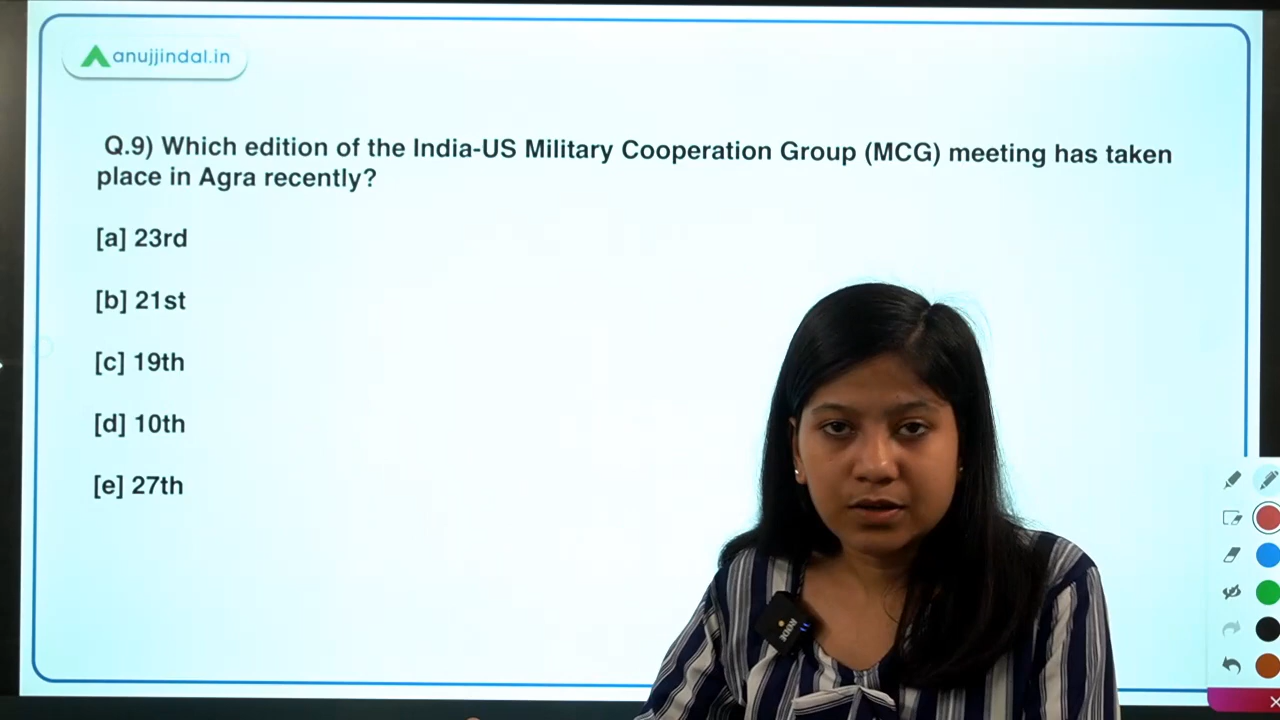 anujjindal.in
Q.9) Which edition of the India-US Military Cooperation Group (MCG) meeting has taken
place in Agra recently?
[a] 23rd
[b] 21st
[c] 19th
[d] 10th
[e] 27th
RODE